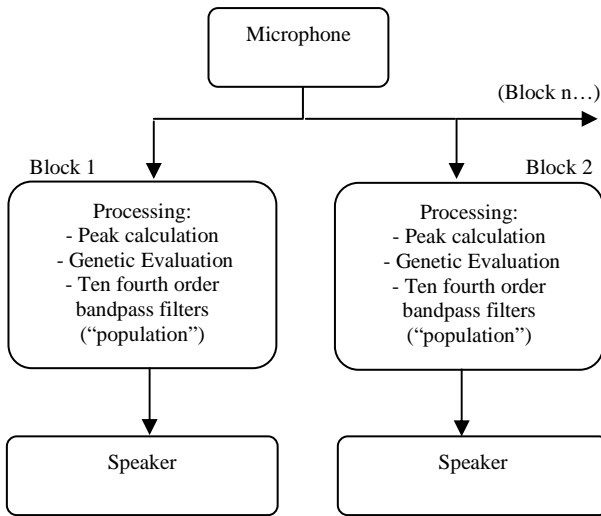 Microphone
(Block n…)
Block 1
Block 2
Processing:
- Peak calculation
- Genetic Evaluation
- Ten fourth order
bandpass filters
(“population”)
Processing:
- Peak calculation
- Genetic Evaluation
- Ten fourth order
bandpass filters
(“population”)
Speaker
Speaker